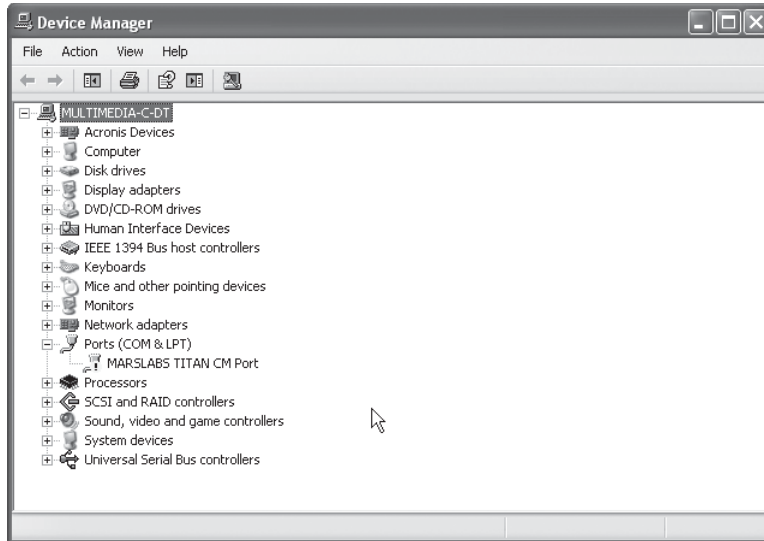 Device Manager
File Action View Help
MULTIMEDIA-C-DT
Acronis Devices
Computer
Disk drives
Display adapters
DVD/CD-ROM drives
Human Interface Devices
IEEE 1394 Bus host controllers
Keyboards
Mice and other pointing devices
Monitors
Network adapters
Ports (COM & LPT)
MARSLABS TITAN CM Port
Processors
SCSI and RAID controllers
Sound, video and game controllers
System devices
Universal Serial Bus controllers